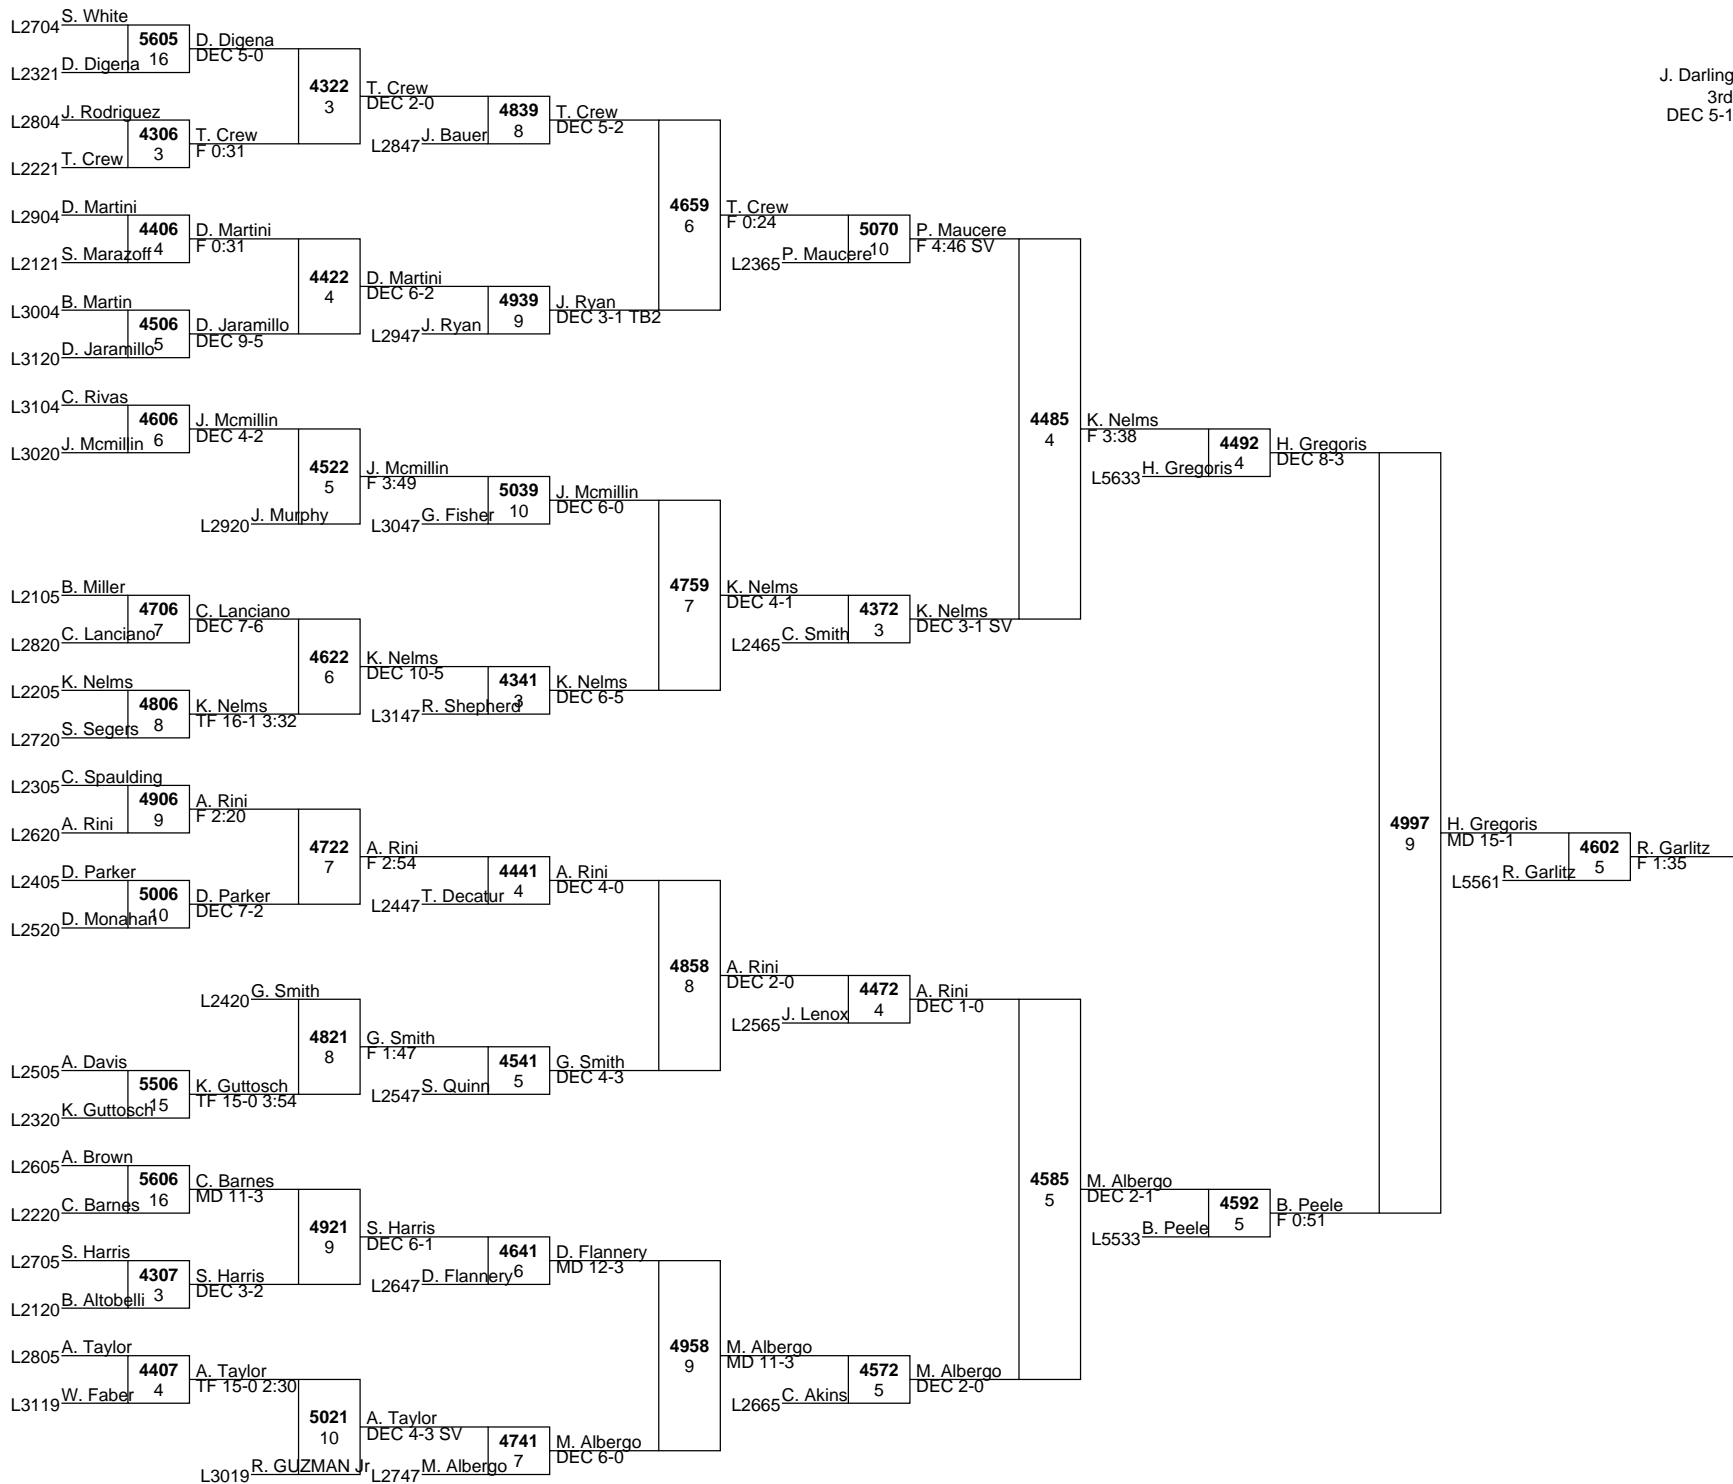 L2704 S. White
5605
16
L2321 D. Digena
D. Digena
DEC 5-0
L2804 J. Rodriguez
4306
3
L2221 T. Crew
T. Crew
F 0:31
4322
3
T. Crew
DEC 2-0
L2847 J. Bauer
4839
8
T. Crew
DEC 5-2
L2904 D. Martini
4406
4
L2121 S. Marazoff
D. Martini
F 0:31
L3004 B. Martin
4506
5
L3120 D. Jaramillo
D. Jaramillo
DEC 9-5
4422
4
D. Martini
DEC 6-2
L2947 J. Ryan
4939
9
J. Ryan
DEC 3-1 TB2
4659
6
T. Crew
F 0:24
L2365 P. Maucere
5070
10
P. Maucere
F 4:46 SV
L3104 C. Rivas
4606
6
L3020 J. Mcmillin
J. Mcmillin
DEC 4-2
4522
5
L2920 J. Murphy
J. Mcmillin
F 3:49
L3047 G. Fisher
5039
10
J. Mcmillin
DEC 6-0
L2105 B. Miller
4706
7
L2820 C. Lanciano
C. Lanciano
DEC 7-6
L2205 K. Nelms
4806
8
L2720 S. Segers
K. Nelms
TF 16-1 3:32
4622
6
K. Nelms
DEC 10-5
L3147 R. Shepherd
4341
3
K. Nelms
DEC 6-5
4759
7
K. Nelms
DEC 4-1
L2465 C. Smith
4372
3
K. Nelms
DEC 3-1 SV
4485
4
K. Nelms
F 3:38
L5633 H. Gregoris
4492
4
H. Gregoris
DEC 8-3
L2305 C. Spaulding
4906
9
L2620 A. Rini
A. Rini
F 2:20
L2405 D. Parker
5006
10
L2520 D. Monahan
D. Parker
DEC 7-2
4722
7
A. Rini
F 2:54
L2447 T. Decatur
4441
4
A. Rini
DEC 4-0
L2420 G. Smith
4821
8
L2505 A. Davis
5506
15
L2320 K. Guttosch
K. Guttosch
TF 15-0 3:54
G. Smith
F 1:47
L2547 S. Quinn
4541
5
G. Smith
DEC 4-3
4858
8
A. Rini
DEC 2-0
L2565 J. Lenox
4472
4
A. Rini
DEC 1-0
L2605 A. Brown
5606
16
L2220 C. Barnes
C. Barnes
MD 11-3
L2705 S. Harris
4307
3
L2120 B. Altobelli
S. Harris
DEC 3-2
4921
9
S. Harris
DEC 6-1
L2647 D. Flannery
4641
6
D. Flannery
MD 12-3
L2805 A. Taylor
4407
4
L3119 W. Faber
A. Taylor
TF 15-0 2:30
5021
10
L3019 R. GUZMAN Jr
A. Taylor
DEC 4-3 SV
L2747 M. Albergo
4741
7
M. Albergo
DEC 6-0
4958
9
M. Albergo
MD 11-3
L2665 C. Akins
4572
5
M. Albergo
DEC 2-0
4585
5
M. Albergo
DEC 2-1
L5533 B. Peele
4592
5
B. Peele
F 0:51
4997
9
H. Gregoris
MD 15-1
L5561 R. Garlitz
4602
5
R. Garlitz
F 1:35
J. Darling
3rd
DEC 5-1